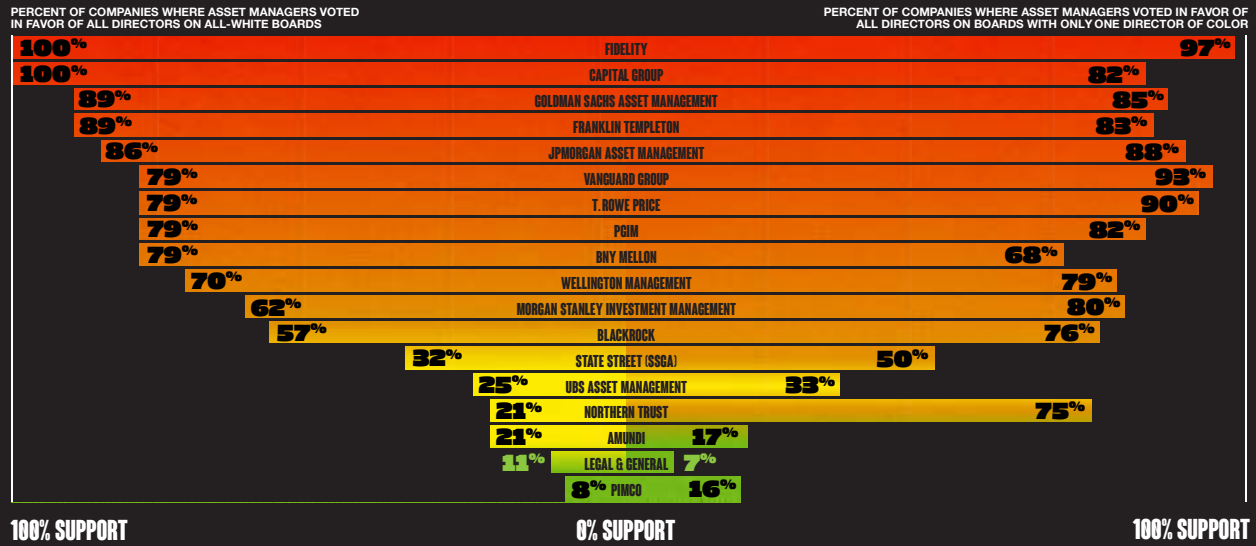 PERCENT OF COMPANIES WHERE ASSET MANAGERS VOTED
IN FAVOR OF ALL DIRECTORS ON ALL-WHITE BOARDS
PERCENT OF COMPANIES WHERE ASSET MANAGERS VOTED IN FAVOR OF
ALL DIRECTORS ON BOARDS WITH ONLY ONE DIRECTOR OF COLOR
100% FIDELITY 97%
100% CAPITAL GROUP 82%
89% GOLDMAN SACHS ASSET MANAGEMENT 85%
89% FRANKLIN TEMPLETON 83%
86% JPMORGAN ASSET MANAGEMENT 88%
79% VANGUARD GROUP 93%
79% T. ROWE PRICE 90%
79% PGIM 82%
79% BNY MELLON 68%
70% WELLINGTON MANAGEMENT 79%
62% MORGAN STANLEY INVESTMENT MANAGEMENT 80%
57% BLACKROCK 76%
32% STATE STREET (SSGA) 50%
25% UBS ASSET MANAGEMENT 33%
21% NORTHERN TRUST 75%
21% AMUNDI 17%
11% LEGAL & GENERAL 7%
8% PIMCO 16%
100% SUPPORT 0% SUPPORT 100% SUPPORT